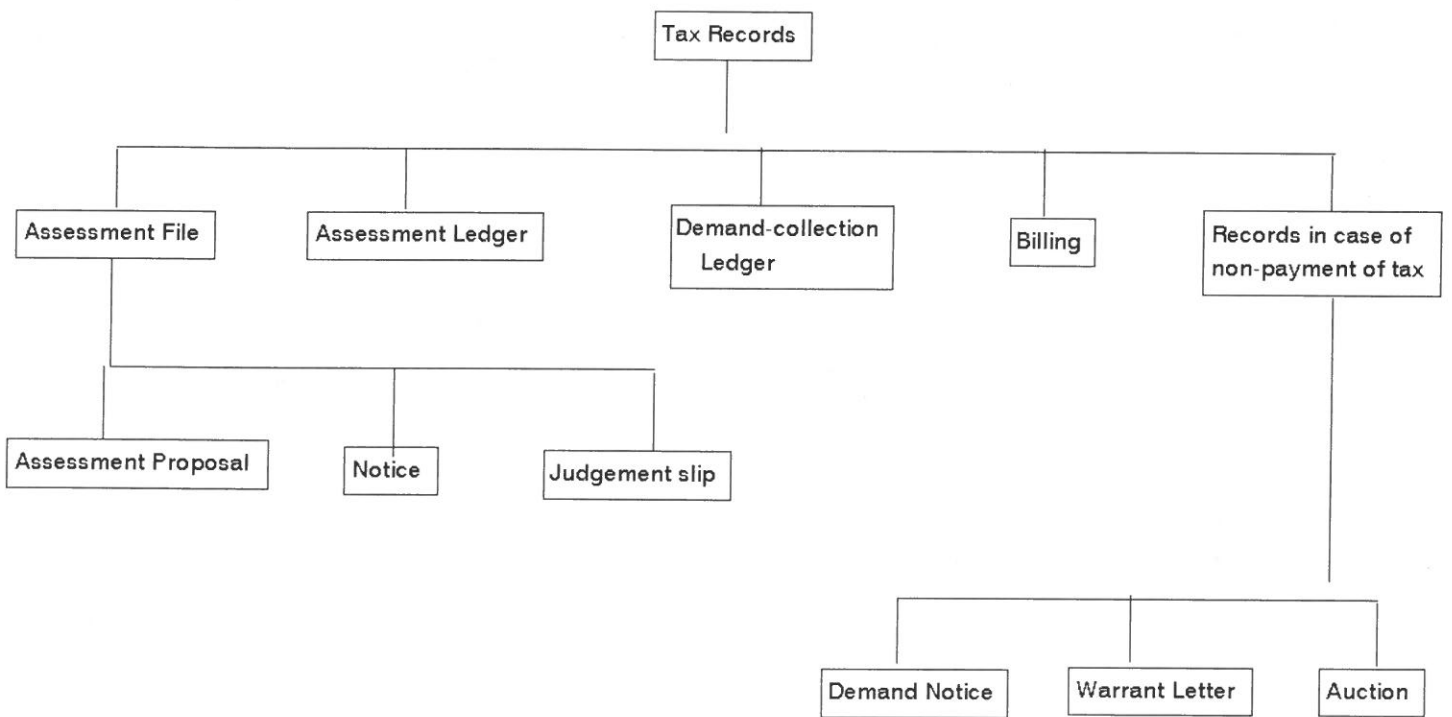 Tax Records
Assessment File
Assessment Ledger
Demand-collection
Ledger
Billing
Records in case of
non-payment of tax
Assessment Proposal
Notice
Judgement slip
Demand Notice
Warrant Letter
Auction